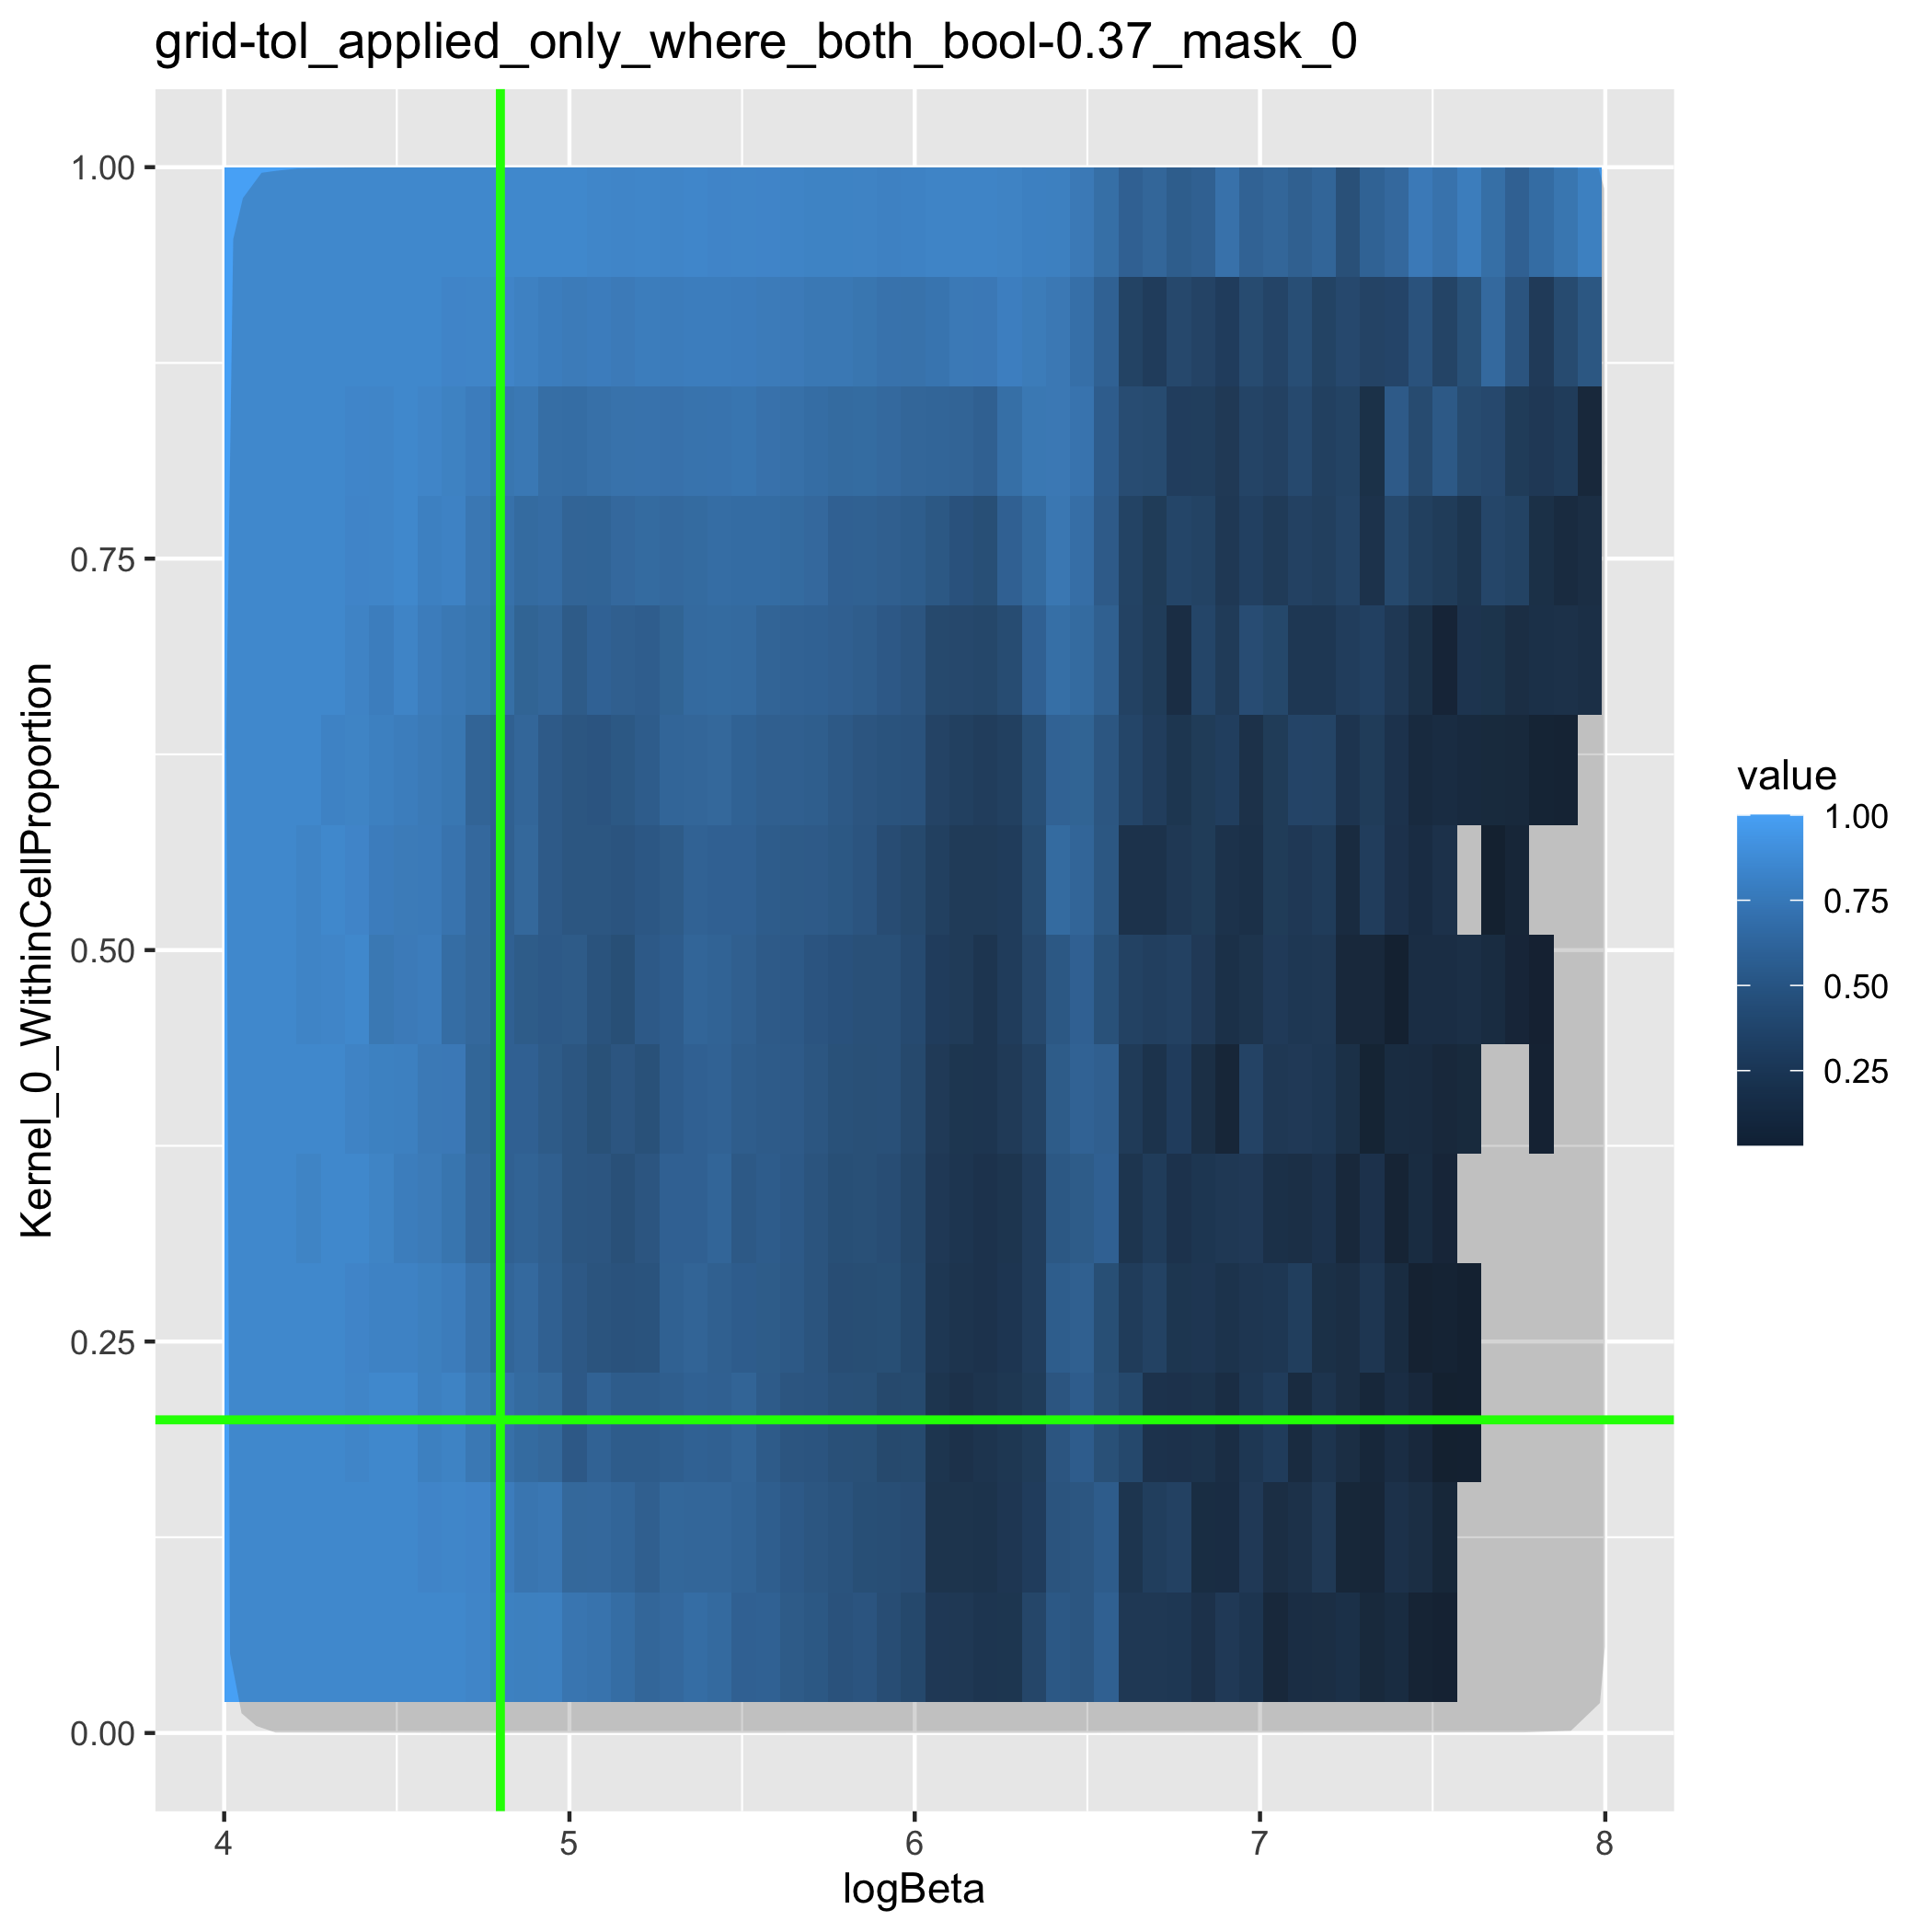 grid-tol_applied_only_where_both_bool-0.37_mask_0
1.00
0.75
0.50
0.25
0.00
Kernel_0_WithinCellProportion
4 5 6 7 8
logBeta
value
1.00
0.75
0.50
0.25